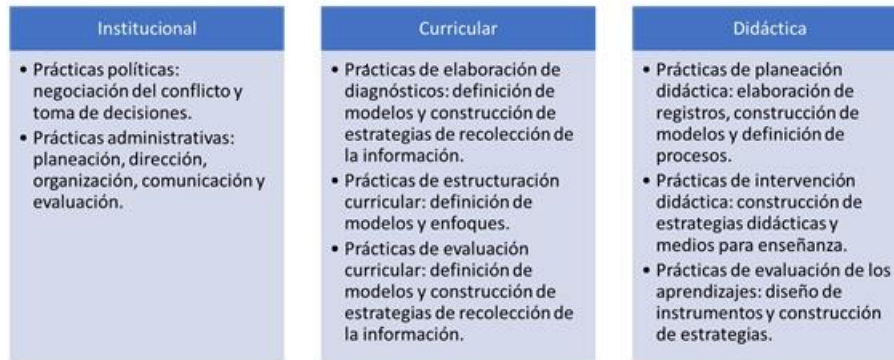 Institucional
• Prácticas políticas:
negociación del conflicto y
toma de decisiones.
• Prácticas administrativas:
planeación, dirección,
organización, comunicación y
evaluación.
Curricular
• Prácticas de elaboración de
diagnósticos: definición de
modelos y construcción de
estrategias de recolección de
la información.
• Prácticas de estructuración
curricular: definición de
modelos y enfoques.
• Prácticas de evaluación
curricular: definición de
modelos y construcción de
estrategias de recolección de
la información.
Didáctica
• Prácticas de planeación
didáctica: elaboración de
registros, construcción de
modelos y definición de
procesos.
• Prácticas de intervención
didáctica: construcción de
estrategias didácticas y
medios para enseñanza.
• Prácticas de evaluación de los
aprendizajes: diseño de
instrumentos y construcción
de estrategias.